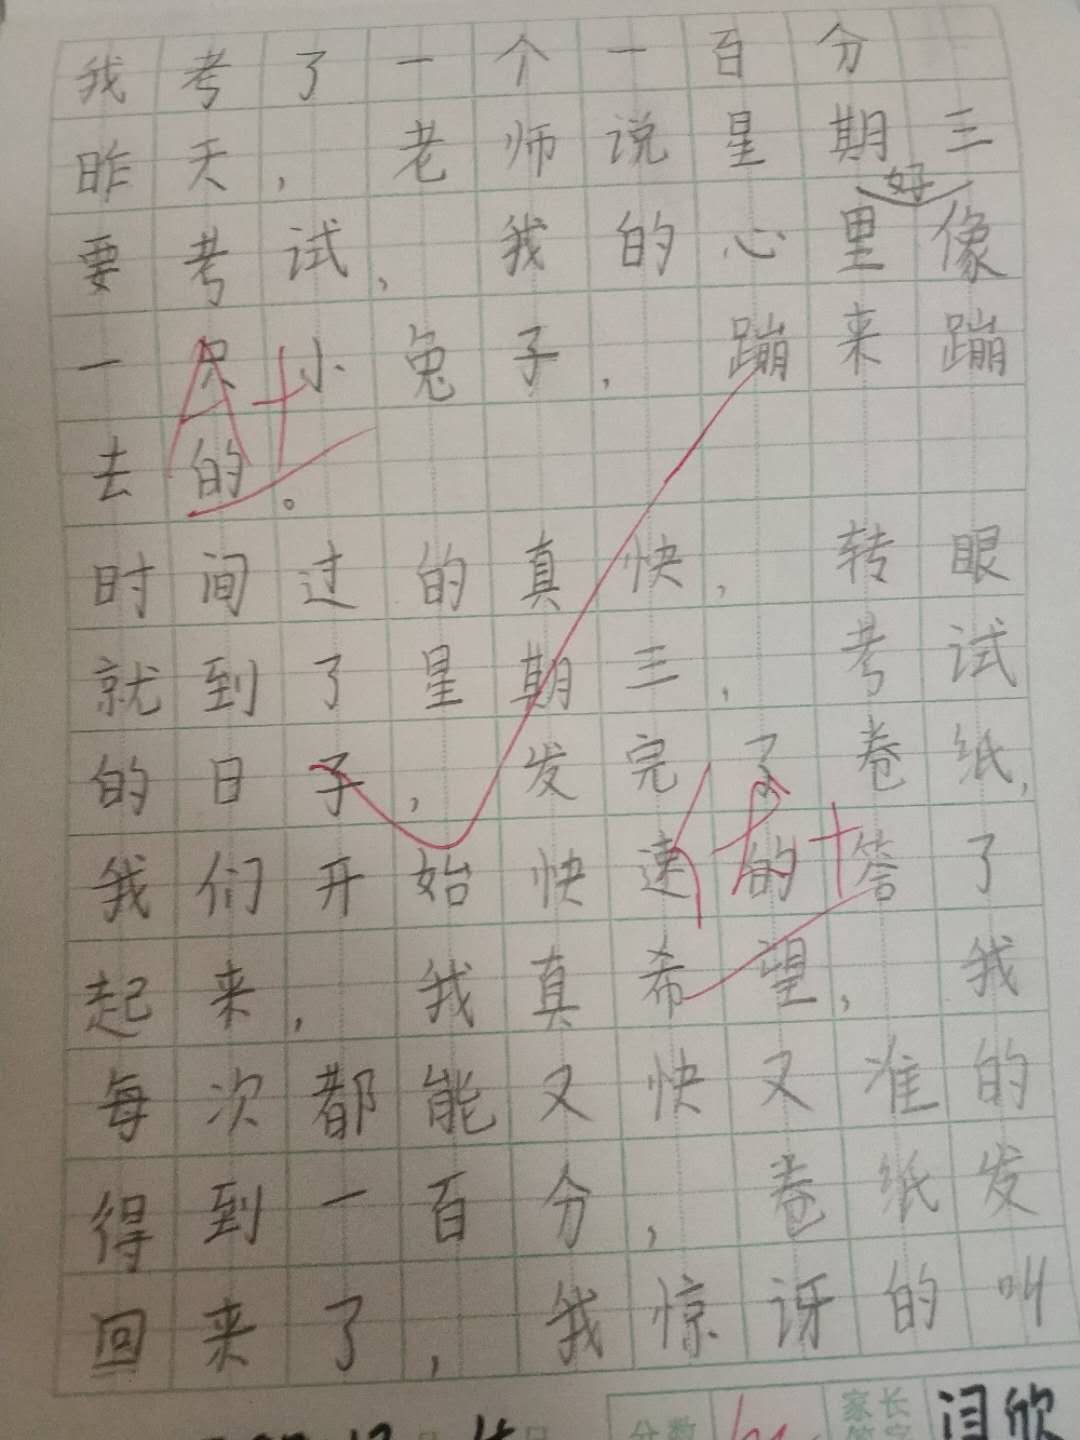 我考了一个一百分
昨天，老师说星期三
好
要考试，我的心里像
一只小兔子，蹦来蹦
去的。
时间过的真快，转眼
就到了星期三，考试
的日子，发完了卷纸，
我们开始快速的答了
起来，我真希望，我
每次都能又快又准的
得到一百分，卷纸发
回来了，我惊讶的叫
分数
家长